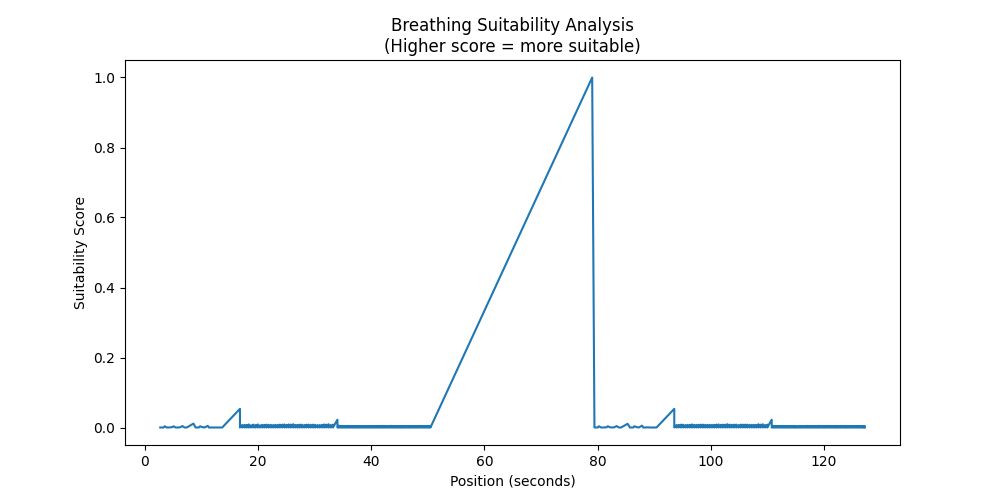 Breathing Suitability Analysis
(Higher score = more suitable)
1.0
0.8
0.6
0.4
0.2
0.0
Suitability Score
0 20 40 60 80 100 120
Position (seconds)